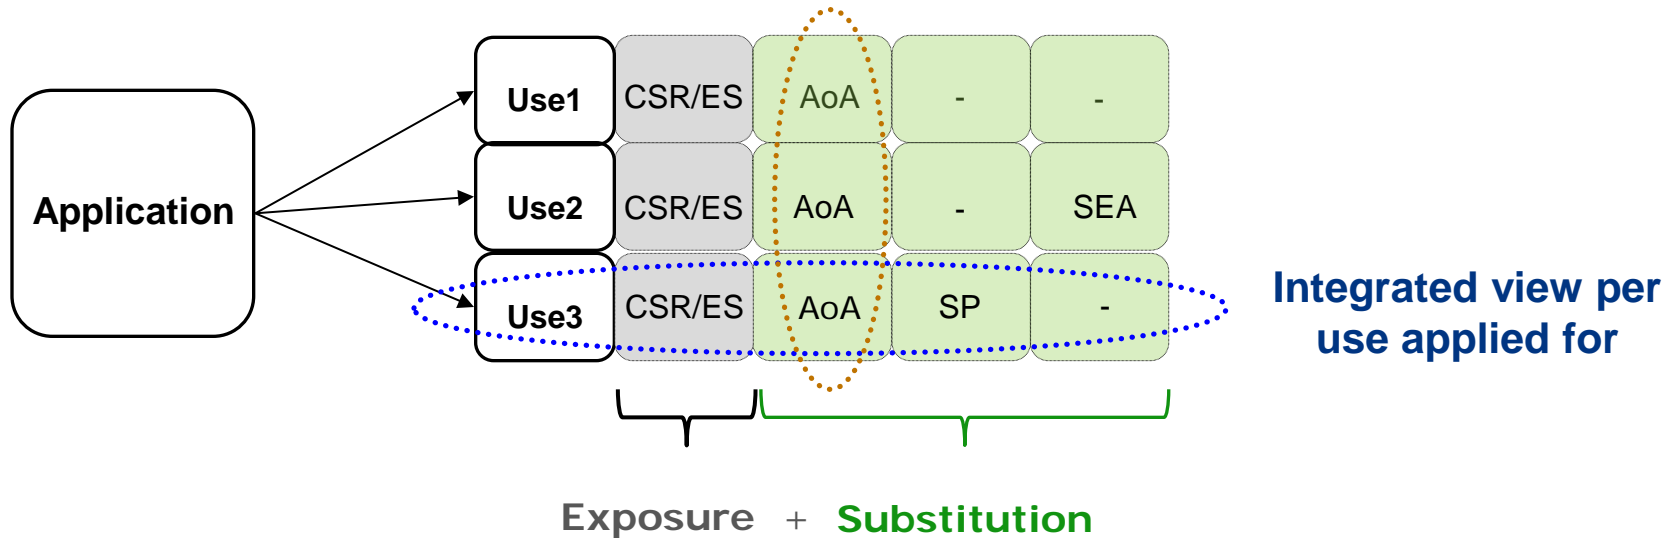 Application
Use1 CSR/ES AoA - -
Use2 CSR/ES AoA - SEA
Use3 CSR/ES AoA SP -
Integrated view per
use applied for
Exposure + Substitution